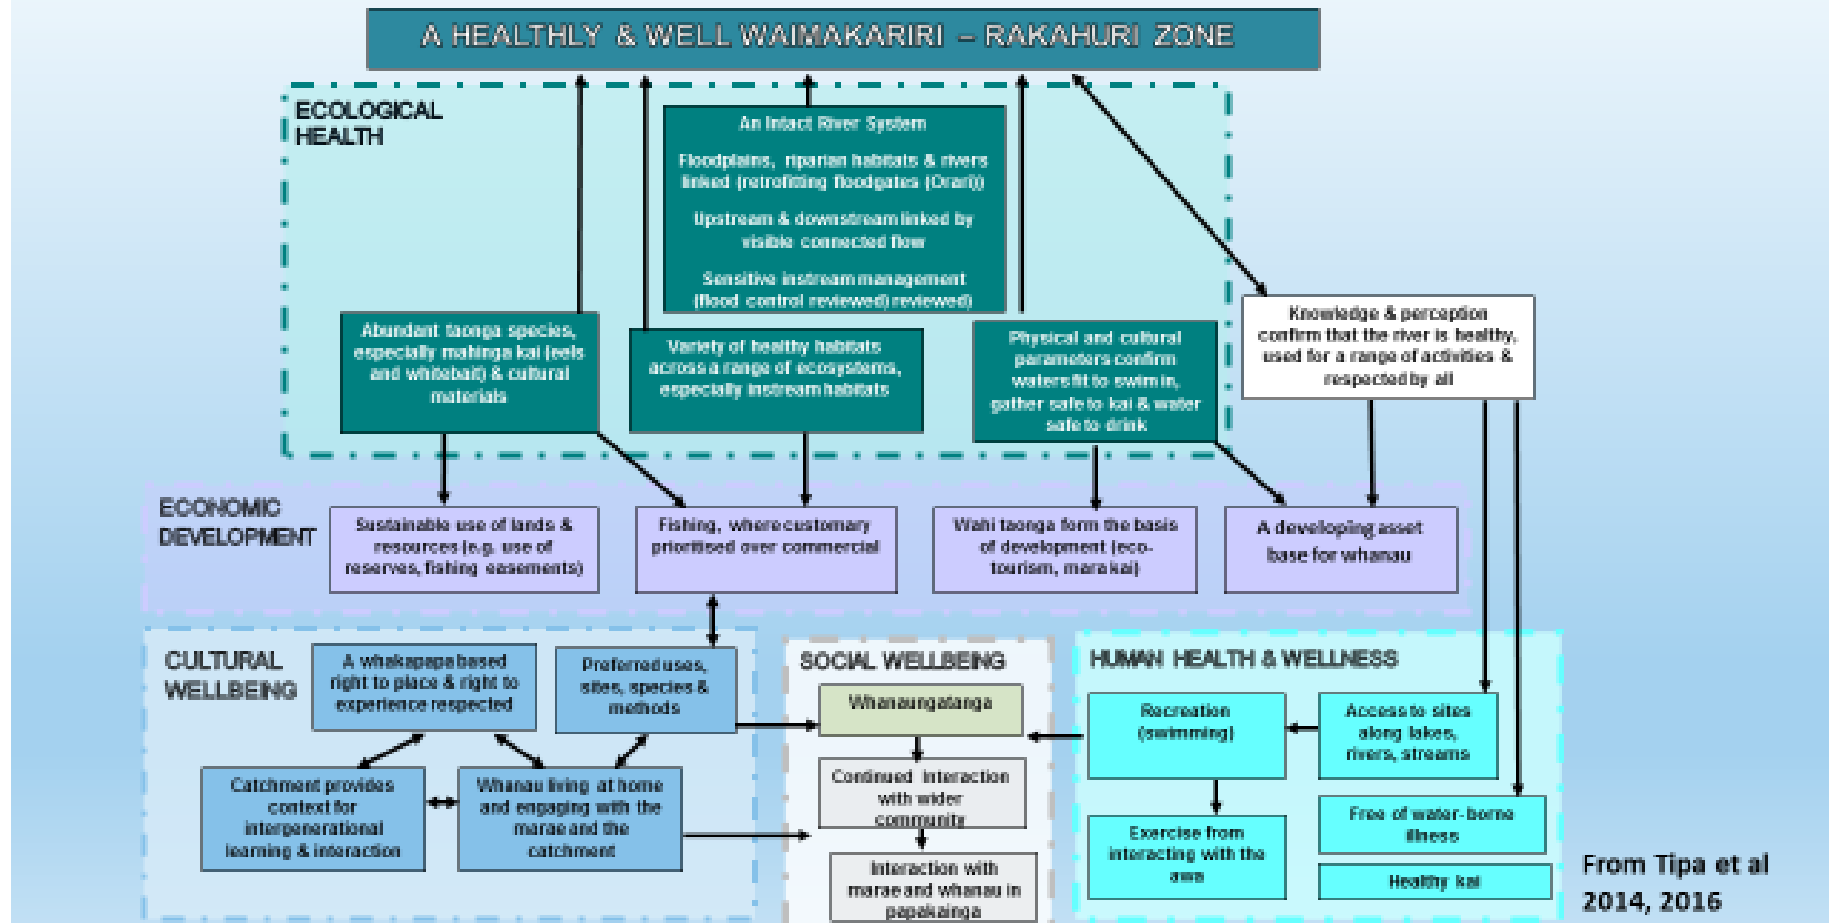 A HEALTHLY & WELL WAIMAKARIRI – RAKAHURI ZONE
ECOLOGICAL
HEALTH
An Intact River System
Floodplains, riparian habitats & rivers
linked (retrofitting floodgates (Orari))
Upstream & downstream linked by
visible connected flow
Sensitive instream management
(flood control reviewed) reviewed)
Abundant taonga species,
especially mahinga kai (eels
and whitebait) & cultural
materials
Variety of healthy habitats
across a range of ecosystems,
especially instream habitats
Physical and cultural
parameters confirm
waters fit to swim in,
gather safe to kai & water
safe to drink
Knowledge & perception
confirm that the river is healthy,
used for a range of activities &
respected by all
ECONOMIC
DEVELOPMENT
Sustainable use of lands &
resources (e.g. use of
reserves, fishing easements)
Fishing, where customary
prioritised over commercial
Wahi taonga form the basis
of development (eco-
tourism, mara kai)
A developing asset
base for whanau
CULTURAL
WELLBEING
A whakapapa based
right to place & right to
experience respected
Preferred uses,
sites, species &
methods
Catchment provides
context for
intergenerational
learning & interaction
Whanau living at home
and engaging with the
marae and the
catchment
SOCIAL WELLBEING
Whanaungatanga
Continued interaction
with wider
community
Interaction with
marae and whanau in
papakainga
HUMAN HEALTH & WELLNESS
Recreation
(swimming)
Access to sites
along lakes,
rivers, streams
Exercise from
interacting with the
awa
Free of water-borne
illness
Healthy kai
From Tipa et al
2014, 2016